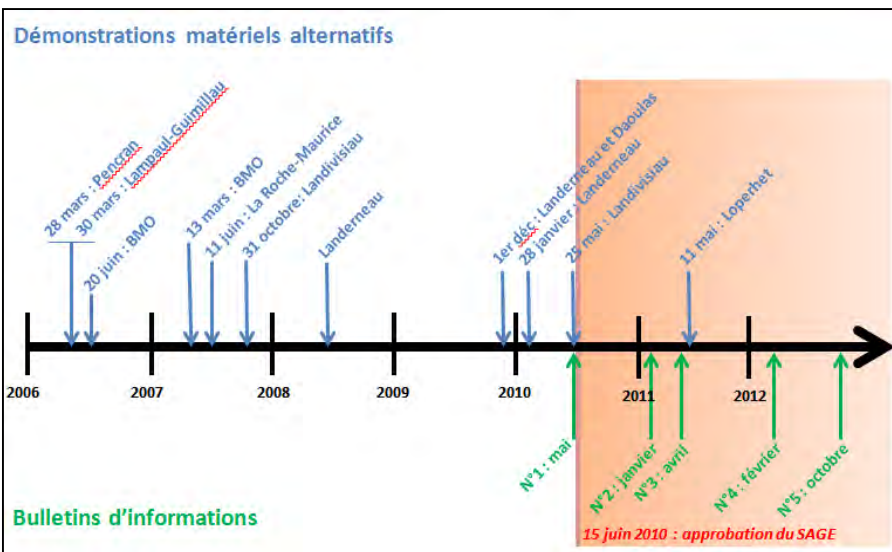 Démonstrations matériels alternatifs
28 mars : Pencran
30 mars : Lampaul-Guimillau
20 juin : BMO
13 mars : BMO
11 juin : La Roche-Maurice
31 octobre: Landivisiau
Landerneau
1er déc : Landerneau et Daoulas
28 janvier : Landerneau
25 mai : Landivisiau
11 mai : Loperhet
2006
2007
2008
2009
2010
2011
2012
N°1 : mai
N°2 : janvier
N°3 : avril
N°4 : février
N°5 : octobre
Bulletins d'informations
15 juin 2010 : approbation du SAGE